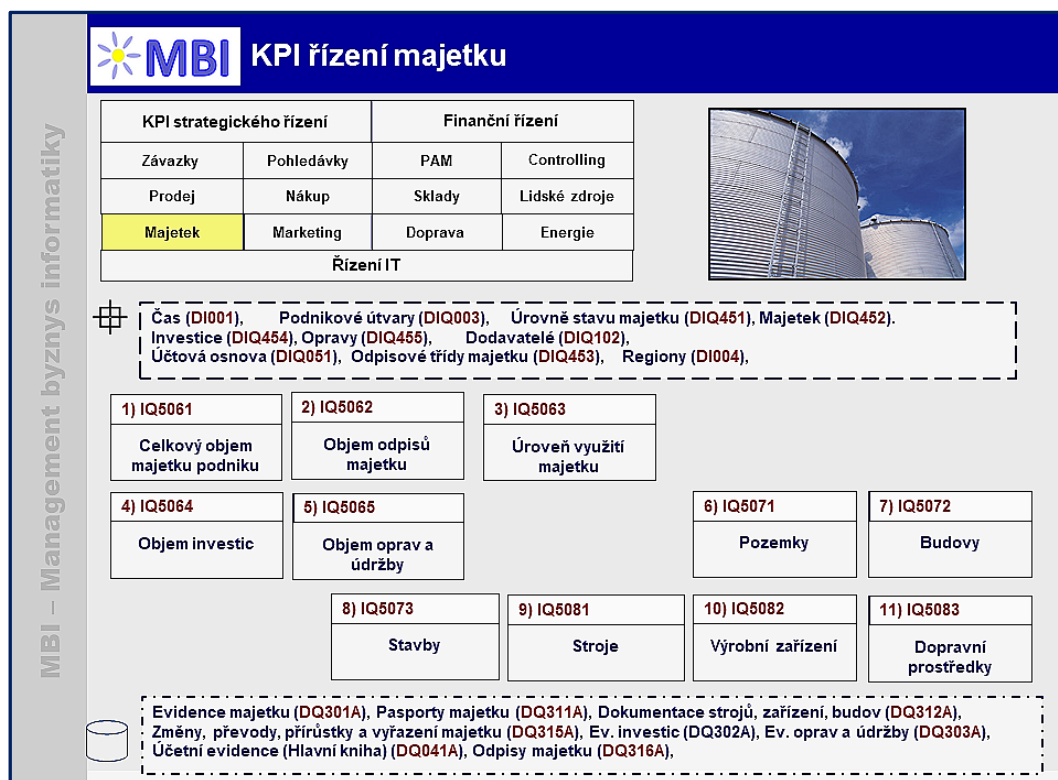 MBI
KPI řízení majetku
MBI – Management byznys informatiky
KPI strategického řízení
Finanční řízení
Závazky
Pohledávky
PAM
Controlling
Prodej
Nákup
Sklady
Lidské zdroje
Majetek
Marketing
Doprava
Energie
Řízení IT
Čas (DI001), Podnikové útvary (DIQ003), Úrovně stavu majetku (DIQ451), Majetek (DIQ452).
Investice (DIQ454), Opravy (DIQ455), Dodavatelé (DIQ102),
Účtová osnova (DIQ051), Odpisové třídy majetku (DIQ453), Regiony (DI004),
1) IQ5061
Celkový objem
majetku podniku
2) IQ5062
Objem odpisů
majetku
3) IQ5063
Úroveň využití
majetku
4) IQ5064
Objem investic
5) IQ5065
Objem oprav a
údržby
6) IQ5071
Pozemky
7) IQ5072
Budovy
8) IQ5073
Stavby
9) IQ5081
Stroje
10) IQ5082
Výrobní zařízení
11) IQ5083
Dopravní
prostředky
Evidence majetku (DQ301A), Pasporty majetku (DQ311A), Dokumentace strojů, zařízení, budov (DQ312A),
Změny, převody, přírůstky a vyřazení majetku (DQ315A), Ev. investic (DQ302A), Ev. oprav a údržby (DQ303A),
Účetní evidence (Hlavní kniha) (DQ041A), Odpisy majetku (DQ316A),